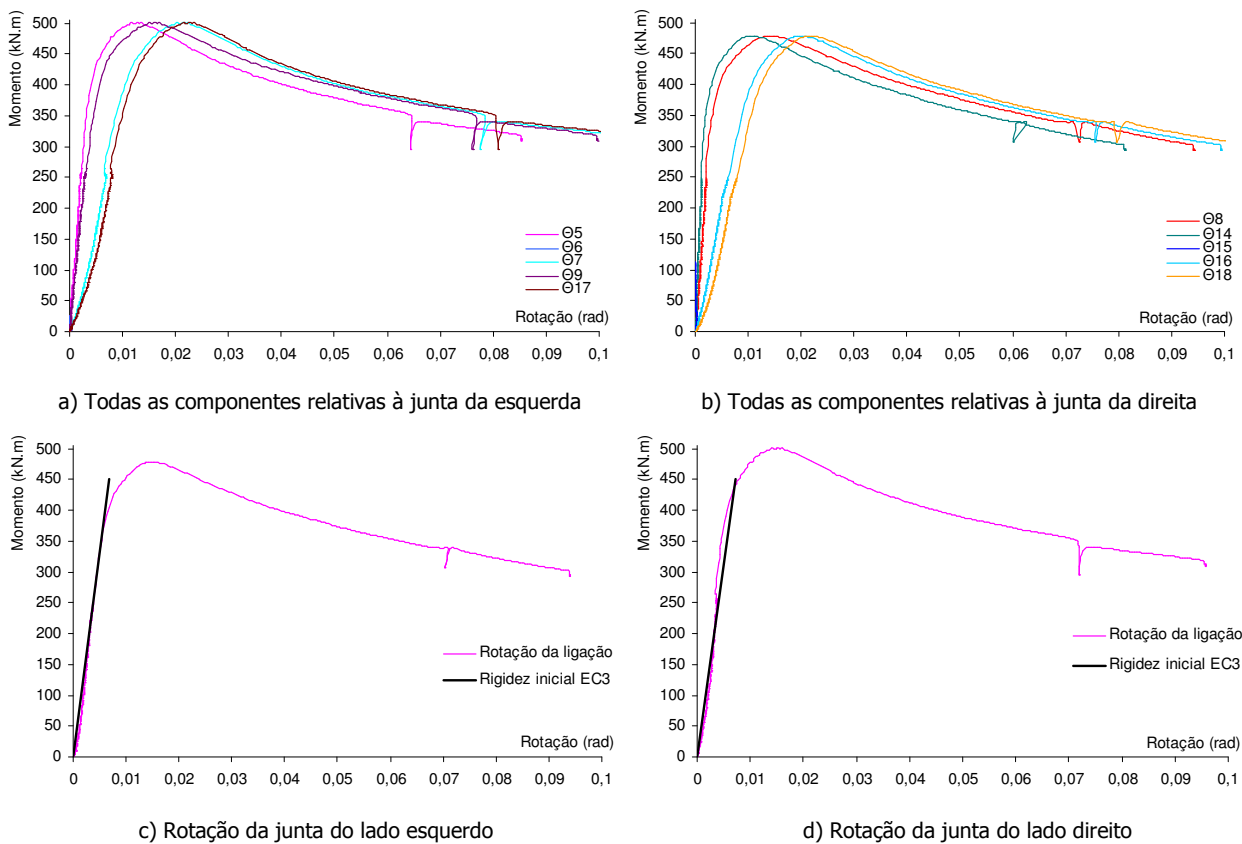 Momento (kN.m)
500
450
400
350
300
250
200
150
100
50
0
Θ5
Θ6
Θ7
Θ9
Θ17
Rotação (rad)
0 0,01 0,02 0,03 0,04 0,05 0,06 0,07 0,08 0,09 0,1
a) Todas as componentes relativas à junta da esquerda
Momento (kN.m)
500
450
400
350
300
250
200
150
100
50
0
Θ8
Θ14
Θ15
Θ16
Θ18
Rotação (rad)
0 0,01 0,02 0,03 0,04 0,05 0,06 0,07 0,08 0,09 0,1
b) Todas as componentes relativas à junta da direita
Momento (kN.m)
500
450
400
350
300
250
200
150
100
50
0
Rotação da ligação
Rigidez inicial EC3
Rotação (rad)
0 0,01 0,02 0,03 0,04 0,05 0,06 0,07 0,08 0,09 0,1
c) Rotação da junta do lado esquerdo
Momento (kN.m)
500
450
400
350
300
250
200
150
100
50
0
Rotação da ligação
Rigidez inicial EC3
Rotação (rad)
0 0,01 0,02 0,03 0,04 0,05 0,06 0,07 0,08 0,09 0,1
d) Rotação da junta do lado direito